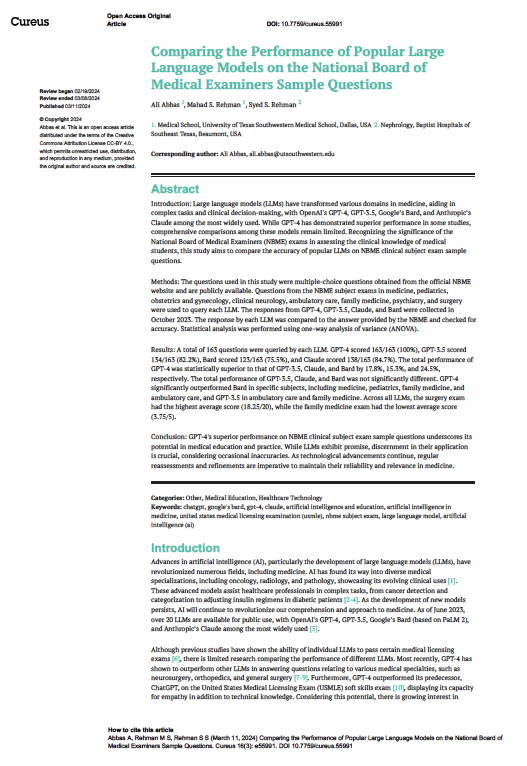 Cureus
Open Access Original
Article
DOI: 10.7759/cureus.55991
Comparing the Performance of Popular Large
Language Models on the National Board of
Medical Examiners Sample Questions
Review began 02/19/2024
Review ended 03/08/2024
Published 03/11/2024
© Copyright 2024
Abbas et al. This is an open access article
distributed under the terms of the Creative
Commons Attribution License CC-BY 4.0.,
which permits unrestricted use, distribution,
and reproduction in any medium, provided
the original author and source are credited.
Ali Abbas 1, Mahad S. Rehman 1, Syed S. Rehman 2
1. Medical School, University of Texas Southwestern Medical School, Dallas, USA 2. Nephrology, Baptist Hospitals of
Southeast Texas, Beaumont, USA
Corresponding author: Ali Abbas, ali.abbas@utsouthwestern.edu
Abstract
Introduction: Large language models (LLMs) have transformed various domains in medicine, aiding in
complex tasks and clinical decision-making, with OpenAI's GPT-4, GPT-3.5, Google's Bard, and Anthropic's
Claude among the most widely used. While GPT-4 has demonstrated superior performance in some studies,
comprehensive comparisons among these models remain limited. Recognizing the significance of the
National Board of Medical Examiners (NBME) exams in assessing the clinical knowledge of medical
students, this study aims to compare the accuracy of popular LLMs on NBME clinical subject exam sample
questions.
Methods: The questions used in this study were multiple-choice questions obtained from the official NBME
website and are publicly available. Questions from the NBME subject exams in medicine, pediatrics,
obstetrics and gynecology, clinical neurology, ambulatory care, family medicine, psychiatry, and surgery
were used to query each LLM. The responses from GPT-4, GPT-3.5, Claude, and Bard were collected in
October 2023. The response by each LLM was compared to the answer provided by the NBME and checked for
accuracy. Statistical analysis was performed using one-way analysis of variance (ANOVA).
Results: A total of 163 questions were queried by each LLM. GPT-4 scored 163/163 (100%), GPT-3.5 scored
134/163 (82.2%), Bard scored 123/163 (75.5%), and Claude scored 138/163 (84.7%). The total performance of
GPT-4 was statistically superior to that of GPT-3.5, Claude, and Bard by 17.8%, 15.3%, and 24.5%,
respectively. The total performance of GPT-3.5, Claude, and Bard was not significantly different. GPT-4
significantly outperformed Bard in specific subjects, including medicine, pediatrics, family medicine, and
ambulatory care, and GPT-3.5 in ambulatory care and family medicine. Across all LLMs, the surgery exam
had the highest average score (18.25/20), while the family medicine exam had the lowest average score
(3.75/5).
Conclusion: GPT-4's superior performance on NBME clinical subject exam sample questions underscores its
potential in medical education and practice. While LLMs exhibit promise, discernment in their application
is crucial, considering occasional inaccuracies. As technological advancements continue, regular
reassessments and refinements are imperative to maintain their reliability and relevance in medicine.
Categories: Other, Medical Education, Healthcare Technology
Keywords: chatgpt, google's bard, gpt-4, claude, artificial intelligence and education, artificial intelligence in
medicine, united states medical licensing examination (usmle), nbme subject exam, large language model, artificial
intelligence (ai)
Introduction
Advances in artificial intelligence (AI), particularly the development of large language models (LLMs), have
revolutionized numerous fields, including medicine. AI has found its way into diverse medical
specializations, including oncology, radiology, and pathology, showcasing its evolving clinical uses [1].
These advanced models assist healthcare professionals in complex tasks, from cancer detection and
categorization to adjusting insulin regimens in diabetic patients [2-4]. As the development of new models
persists, AI will continue to revolutionize our comprehension and approach to medicine. As of June 2023,
over 20 LLMs are available for public use, with OpenAI's GPT-4, GPT-3.5, Google's Bard (based on PaLM 2),
and Anthropic's Claude among the most widely used [5].
Although previous studies have shown the ability of individual LLMs to pass certain medical licensing
exams [6], there is limited research comparing the performance of different LLMs. Most recently, GPT-4 has
shown to outperform other LLMs in answering questions relating to various medical specialties, such as
neurosurgery, orthopedics, and general surgery [7-9]. Furthermore, GPT-4 outperformed its predecessor,
ChatGPT, on the United States Medical Licensing Exam (USMLE) soft skills exam [10], displaying its capacity
for empathy in addition to technical knowledge. Considering this potential, there is growing interest in
How to cite this article
Abbas A, Rehman M S, Rehman S S (March 11, 2024) Comparing the Performance of Popular Large Language Models on the National Board of
Medical Examiners Sample Questions. Cureus 16(3): e55991. DOI 10.7759/cureus.55991